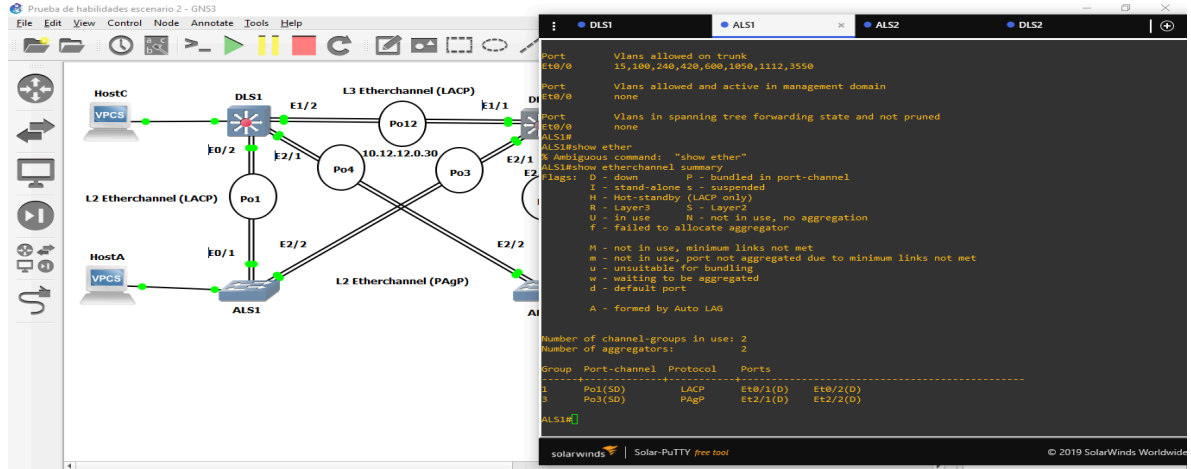 Prueba de habilidades escenario 2 - GNS3
File Edit View Control Node Annotate Tools Help
HostC
VPCS
DLS1
E1/2
L3 Etherchannel (LACP)
E1/1
Po12
E0/2
E2/1
10.12.12.0.30
E2/1
Po4
Po3
L2 Etherchannel (LACP)
Po1
E0/1
E2/2
E2/2
HostA
VPCS
L2 Etherchannel (PAgP)
ALS1
DLS1
ALS1
ALS2
DLS2
Port Vlans allowed on trunk
Et0/0 15,100,240,420,600,1050,1112,3550
Port Vlans allowed and active in management domain
Et0/0 none
Port Vlans in spanning tree forwarding state and not pruned
Et0/0 none
ALS1#
ALS1#show ether
% Ambiguous command: "show ether"
ALS1#show etherchannel summary
Flags: D - down P - bundled in port-channel
I - stand-alone s - suspended
H - Hot-standby (LACP only)
R - Layer3 S - Layer2
U - in use N - not in use, no aggregation
f - failed to allocate aggregator
M - not in use, minimum links not met
m - not in use, port not aggregated due to minimum links not met
u - unsuitable for bundling
w - waiting to be aggregated
d - default port
A - formed by Auto LAG
Number of channel-groups in use: 2
Number of aggregators: 2
Group Port-channel Protocol Ports
------+-------------+-----------+-----------------------------------------------
1 Po1(SD) LACP Et0/1(D) Et0/2(D)
3 Po3(SD) PAgP Et2/1(D) Et2/2(D)
ALS1#
solarwinds | Solar-PuTTY free tool
© 2019 SolarWinds Worldwide